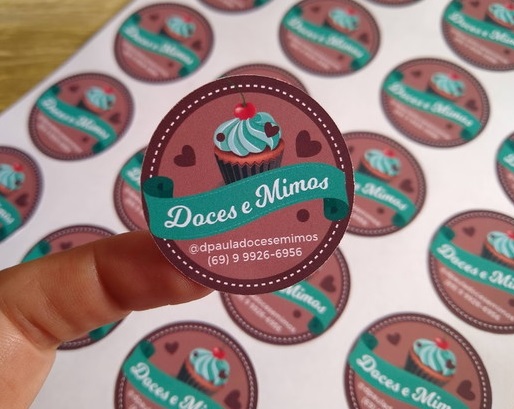 Doces e Mimos
@dpauladocesemimos
(69) 9 9926-6956